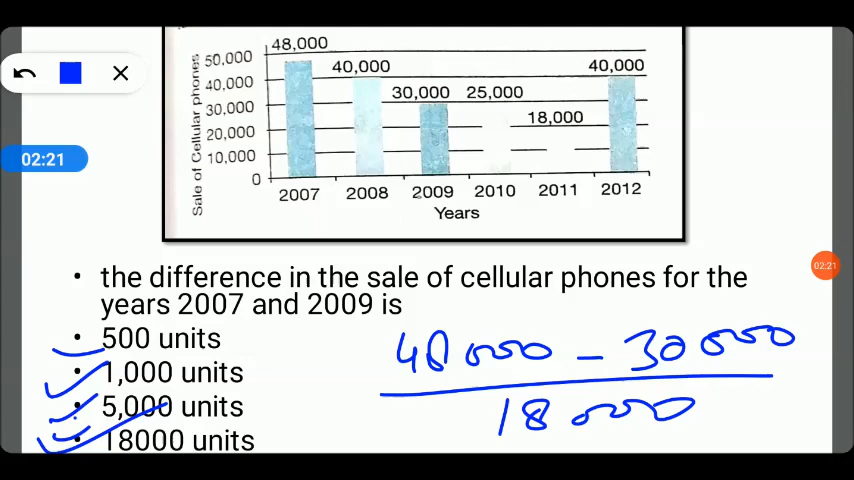 48,000
50,000
40,000
40,000
40,000
30,000
25,000
30,000
18,000
20,000
10,000
0
Sale of Cellular phones
2007 2008 2009 2010 2011 2012
Years
02:21
02:21
• the difference in the sale of cellular phones for the
years 2007 and 2009 is
• 500 units
• 1,000 units
• 5,000 units
• 18000 units
48000 - 30000
18000